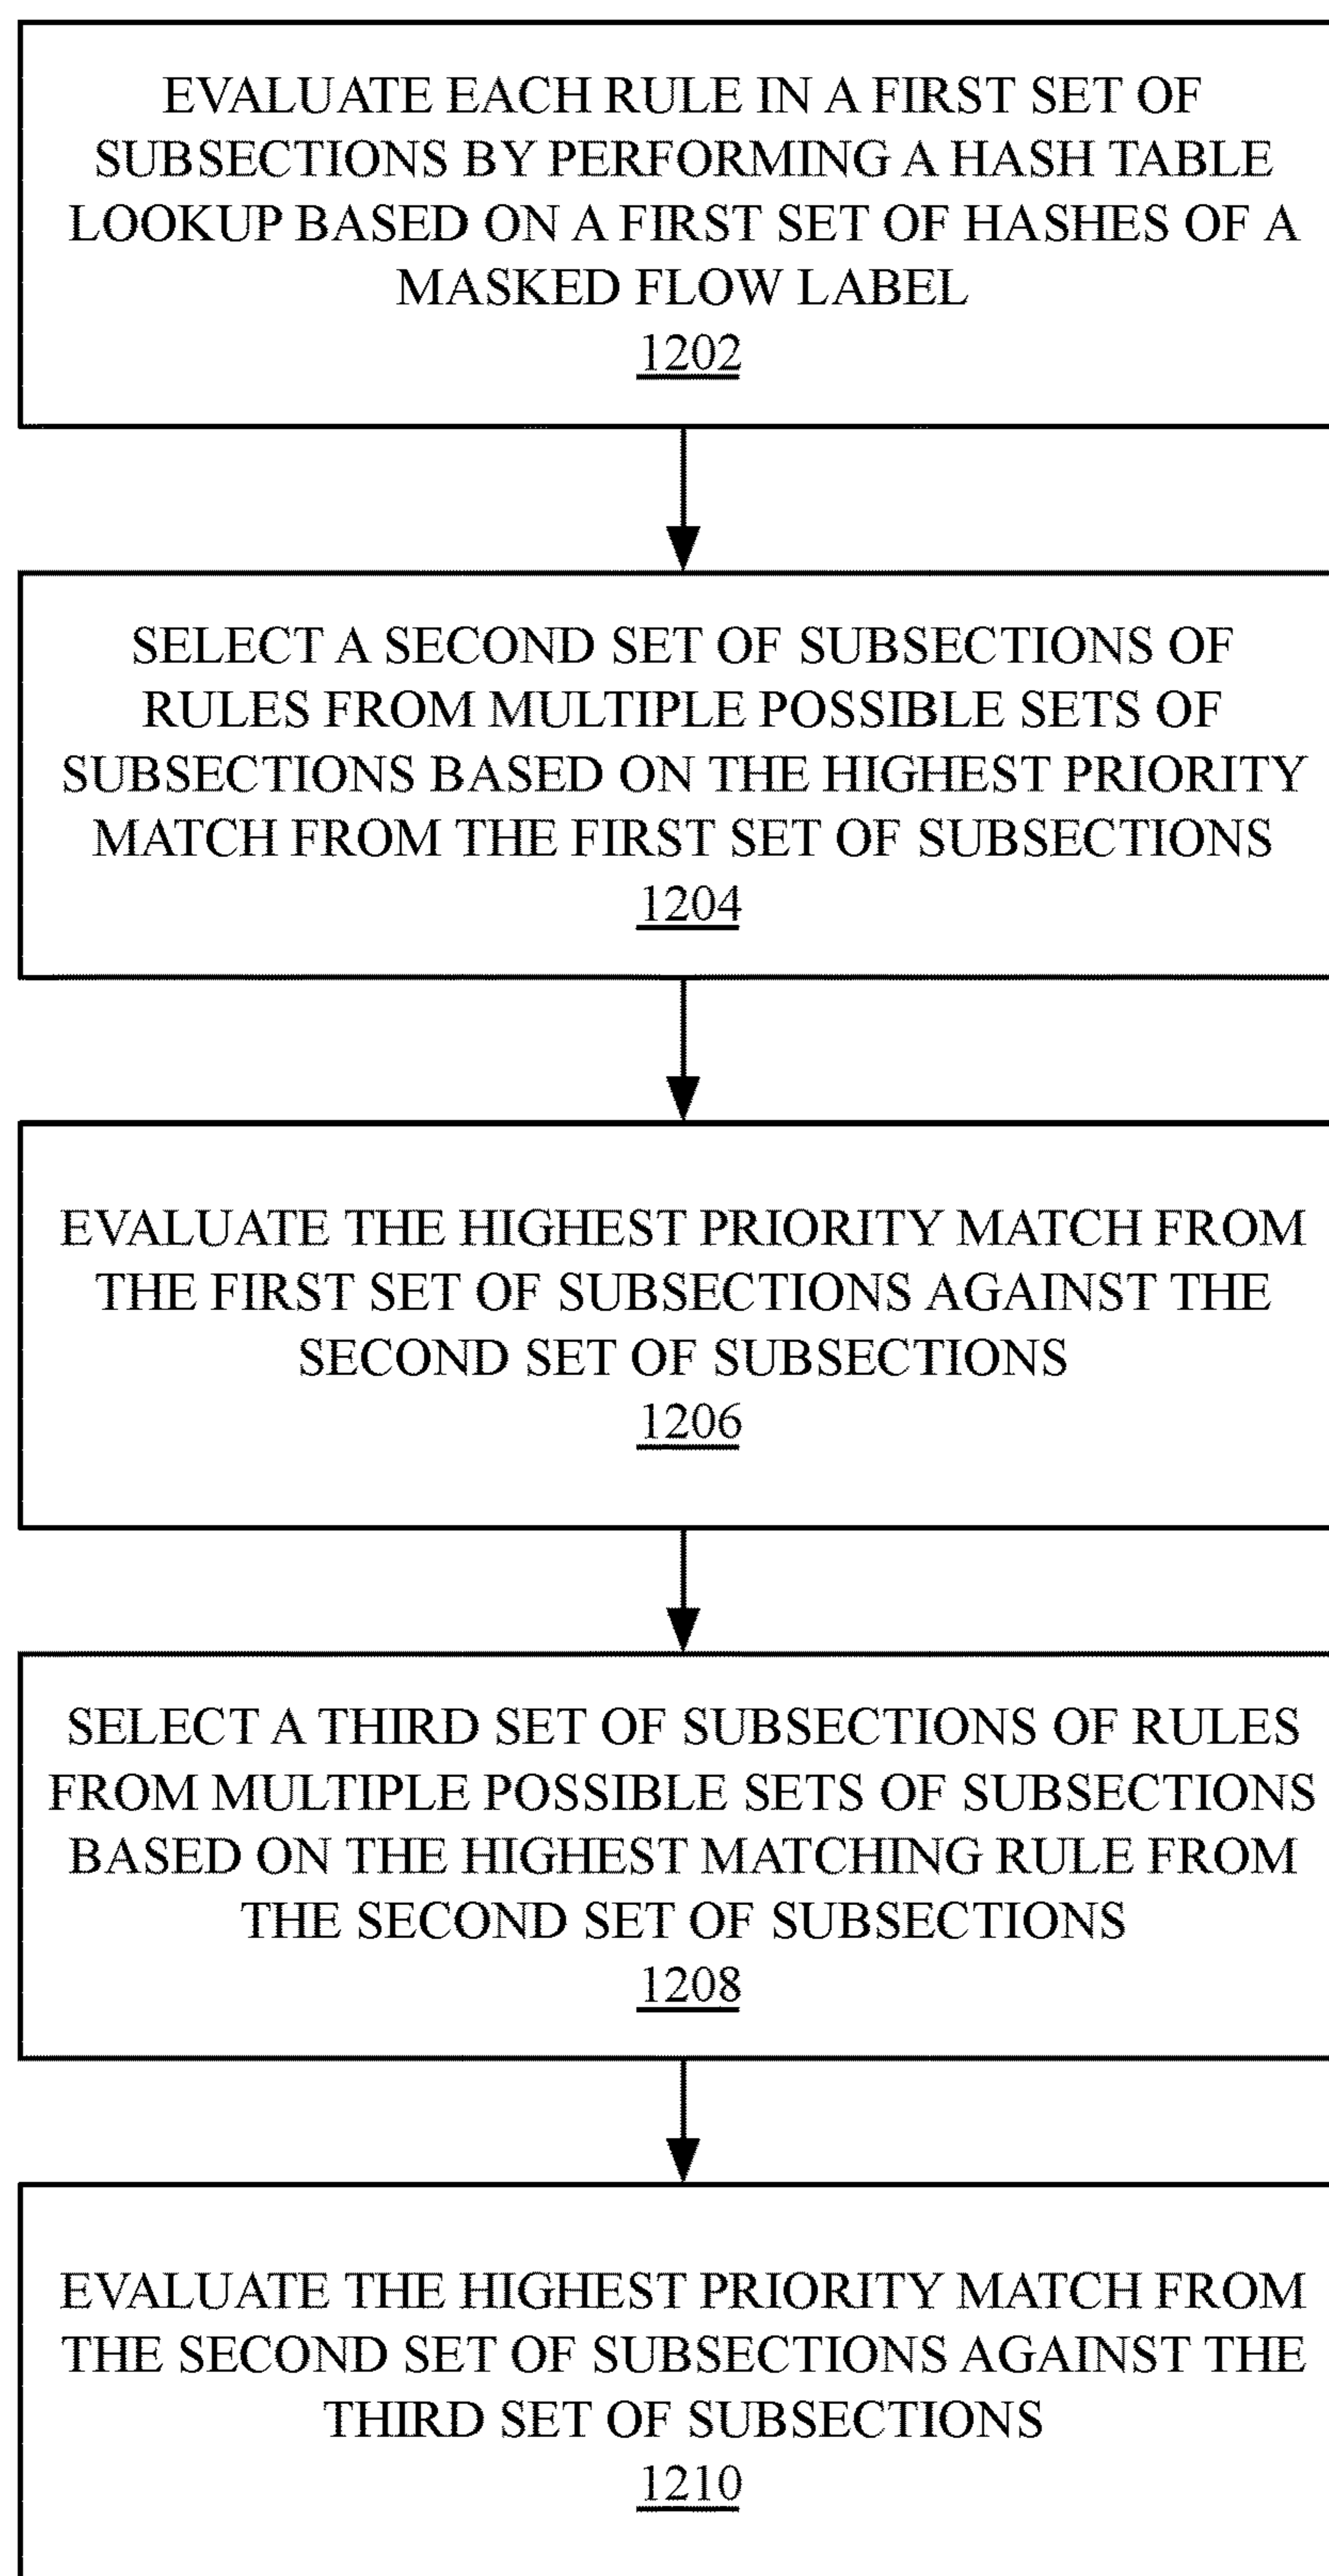 EVALUATE EACH RULE IN A FIRST SET OF
SUBSECTIONS BY PERFORMING A HASH TABLE
LOOKUP BASED ON A FIRST SET OF HASHES OF A
MASKED FLOW LABEL
1202
SELECT A SECOND SET OF SUBSECTIONS OF
RULES FROM MULTIPLE POSSIBLE SETS OF
SUBSECTIONS BASED ON THE HIGHEST PRIORITY
MATCH FROM THE FIRST SET OF SUBSECTIONS
1204
EVALUATE THE HIGHEST PRIORITY MATCH FROM
THE FIRST SET OF SUBSECTIONS AGAINST THE
SECOND SET OF SUBSECTIONS
1206
SELECT A THIRD SET OF SUBSECTIONS OF RULES
FROM MULTIPLE POSSIBLE SETS OF SUBSECTIONS
BASED ON THE HIGHEST MATCHING RULE FROM
THE SECOND SET OF SUBSECTIONS
1208
EVALUATE THE HIGHEST PRIORITY MATCH FROM
THE SECOND SET OF SUBSECTIONS AGAINST THE
THIRD SET OF SUBSECTIONS
1210